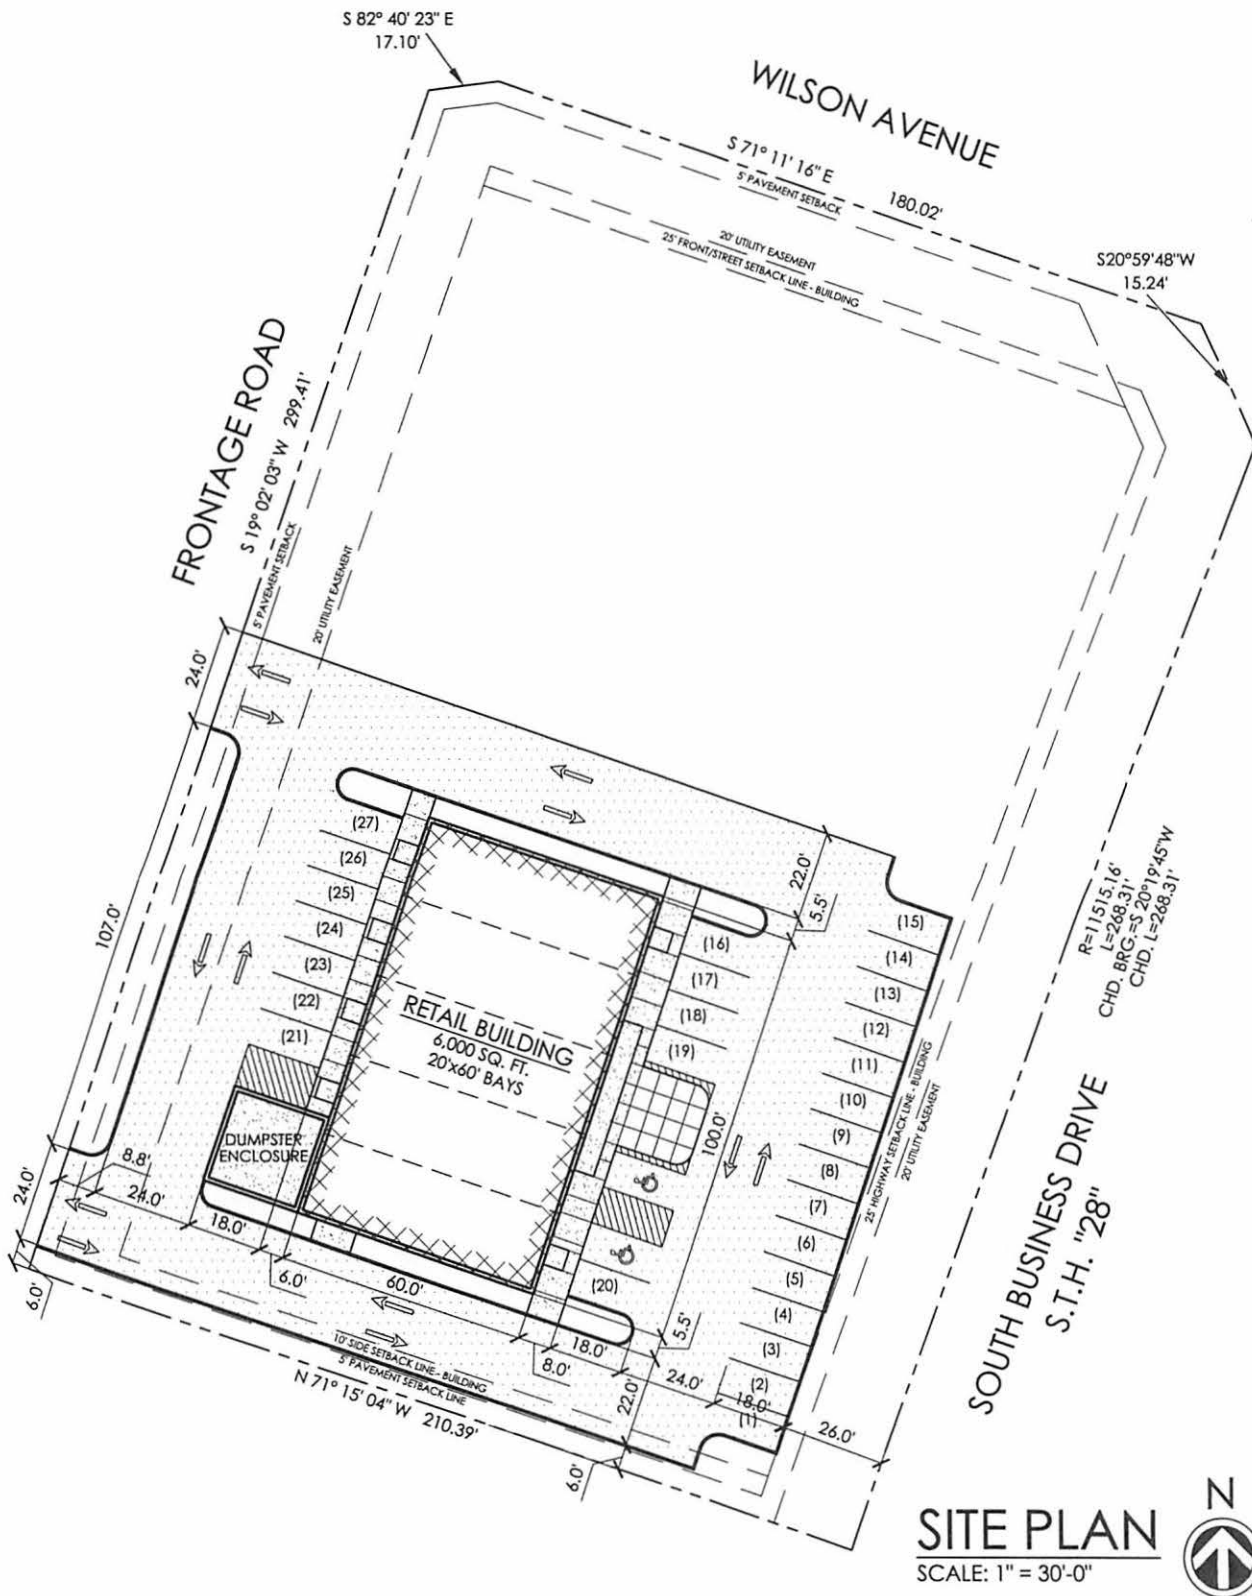 S 82° 40' 23" E
17.10'
WILSON AVENUE
S 71° 11' 16" E
180.02'
5' PAVEMENT SETBACK
20' UTILITY EASEMENT
25' FRONT/STREET SETBACK LINE - BUILDING
S20°59'48"W
15.24'
FRONTAGE ROAD
S 19° 02' 03" W 299.41'
5' PAVEMENT SETBACK
20' UTILITY EASEMENT
24.0'
107.0'
24.0'
6.0'
(27)
(26)
(25)
(24)
(23)
(22)
(21)
RETAIL BUILDING
6,000 SQ. FT.
20'x60' BAYS
DUMPSTER
ENCLOSURE
(16)
(17)
(18)
(19)
(20)
22.0'
5.5'
100.0'
5.5'
22.0'
6.0'
(15)
(14)
(13)
(12)
(11)
(10)
(9)
(8)
(7)
(6)
(5)
(4)
(3)
(2)
(1)
8.8'
24.0'
18.0'
6.0'
60.0'
8.0'
18.0'
24.0'
18.0'
26.0'
10' SIDE SETBACK LINE - BUILDING
5' PAVEMENT SETBACK LINE
N 71° 15' 04" W 210.39'
25' HIGHWAY SETBACK LINE - BUILDING
20' UTILITY EASEMENT
R=11515.16'
L=268.31'
CHD. BRG.=S 20°19'45"W
CHD. L=268.31'
SOUTH BUSINESS DRIVE
S.T.H. "28"
SITE PLAN
SCALE: 1" = 30'-0"
N